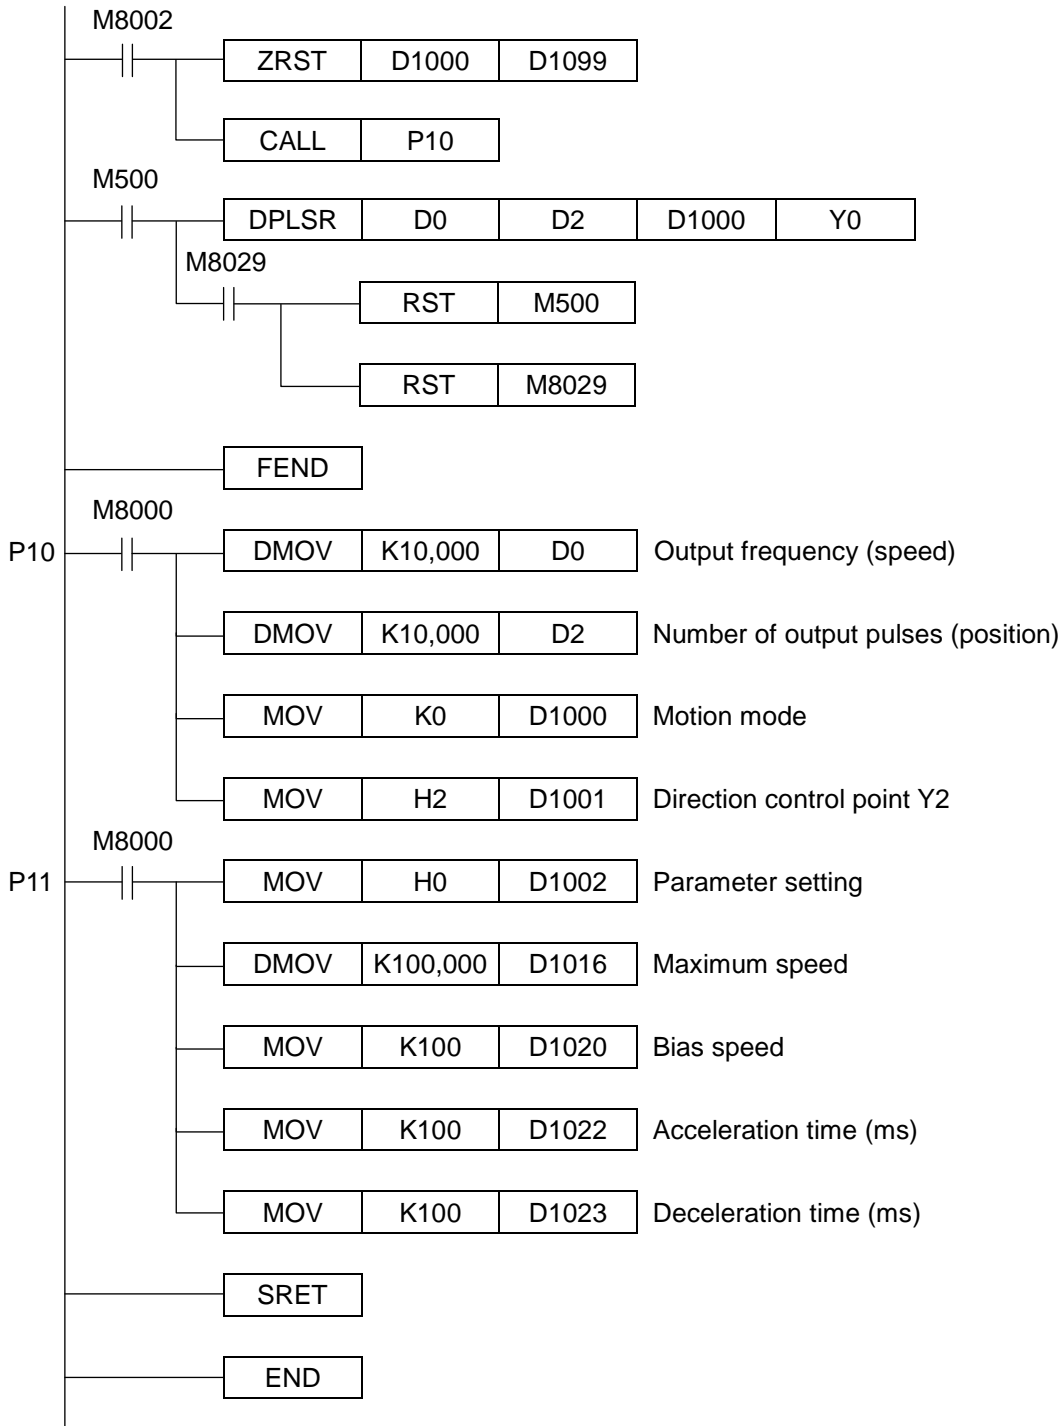 M8002
ZRST D1000 D1099
CALL P10
M500
DPLSR D0 D2 D1000 Y0
M8029
RST M500
RST M8029
FEND
M8000
P10 DMOV K10,000 D0 Output frequency (speed)
DMOV K10,000 D2 Number of output pulses (position)
MOV K0 D1000 Motion mode
MOV H2 D1001 Direction control point Y2
M8000
P11 MOV H0 D1002 Parameter setting
DMOV K100,000 D1016 Maximum speed
MOV K100 D1020 Bias speed
MOV K100 D1022 Acceleration time (ms)
MOV K100 D1023 Deceleration time (ms)
SRET
END